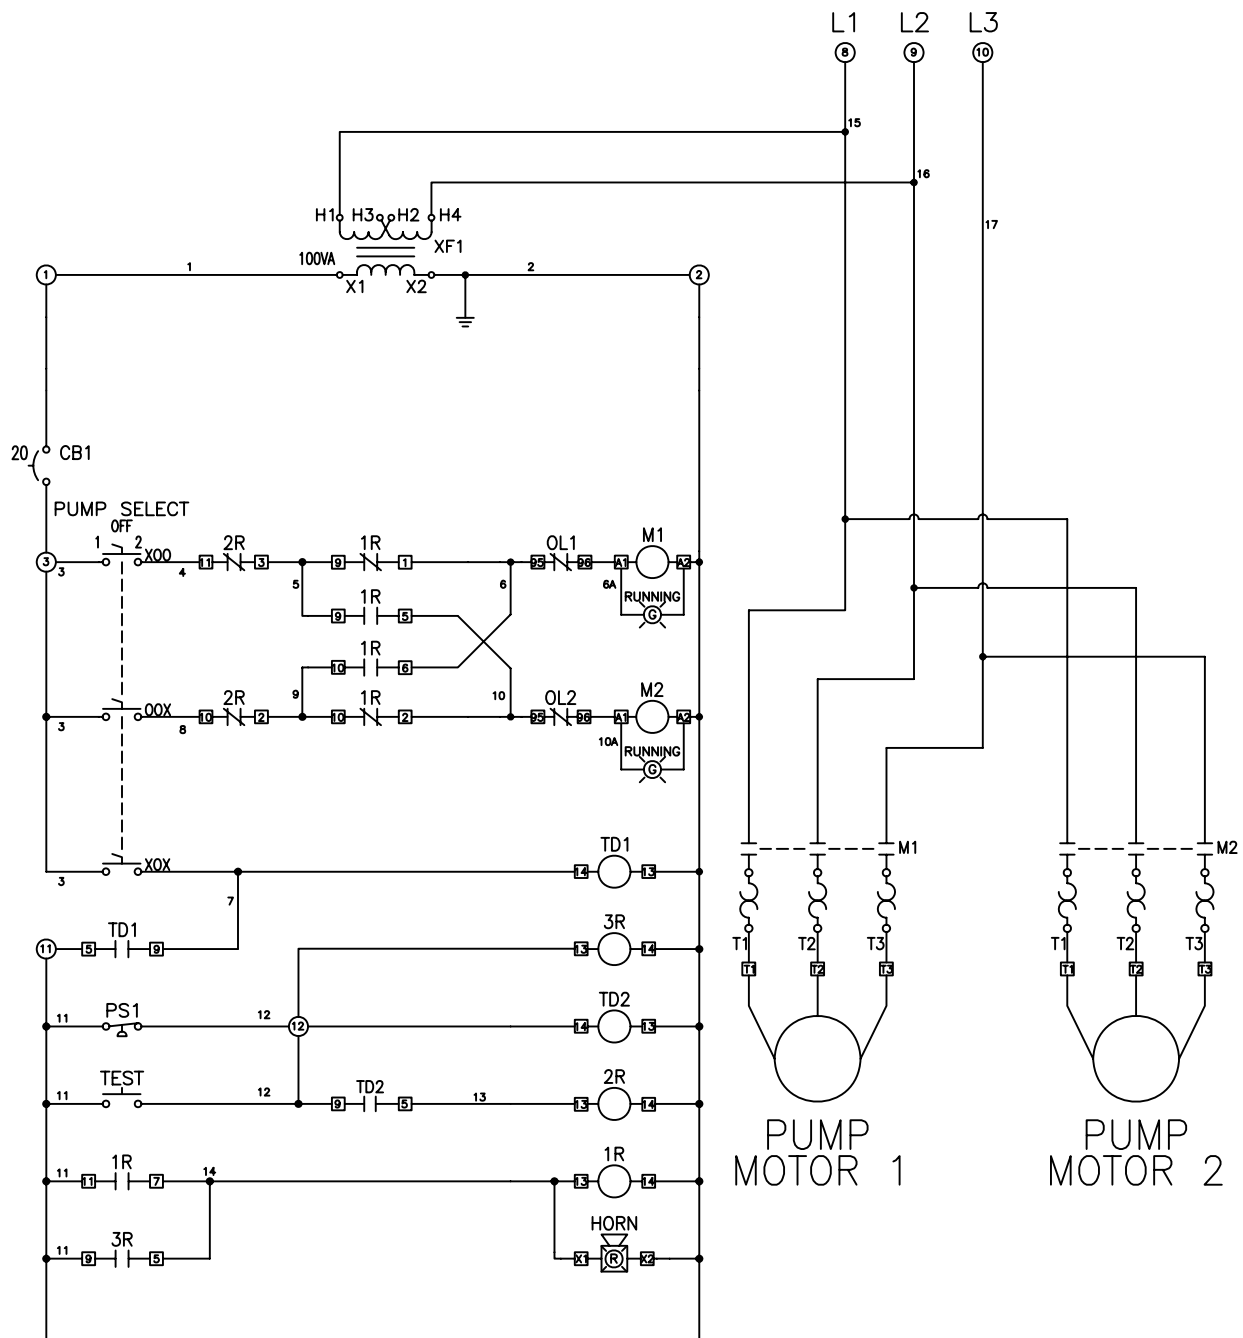 L1 L2 L3
8 9 10
15
16
H1 H3 H2 H4
17
XF1
100VA
1 1 2 2
X1 X2
20 CB1
PUMP SELECT
OFF
1 2 2R 1R OL1 M1
3 XOO 11 3 9 1 95 96 A1 A2
3 4 5 6 6A
RUNNING
1R
9 5 G
1R
10 6
9 10
2R 1R OL2 M2
OOX 10 2 10 2 95 96 A1 A2
3 8 10A
RUNNING
G
TD1
XOX 14 13
3
7
M1 M2
TD1 3R
11 5 9 13 14
T1 T2 T3 T1 T2 T3
T1 T2 T3 T1 T2 T3
PS1 TD2
11 12 12 14 13
TEST TD2 2R
11 12 9 5 13 13 14
PUMP
MOTOR 1
PUMP
MOTOR 2
1R 1R
11 11 7 14 13 14
3R HORN
11 9 5 X1 R X2